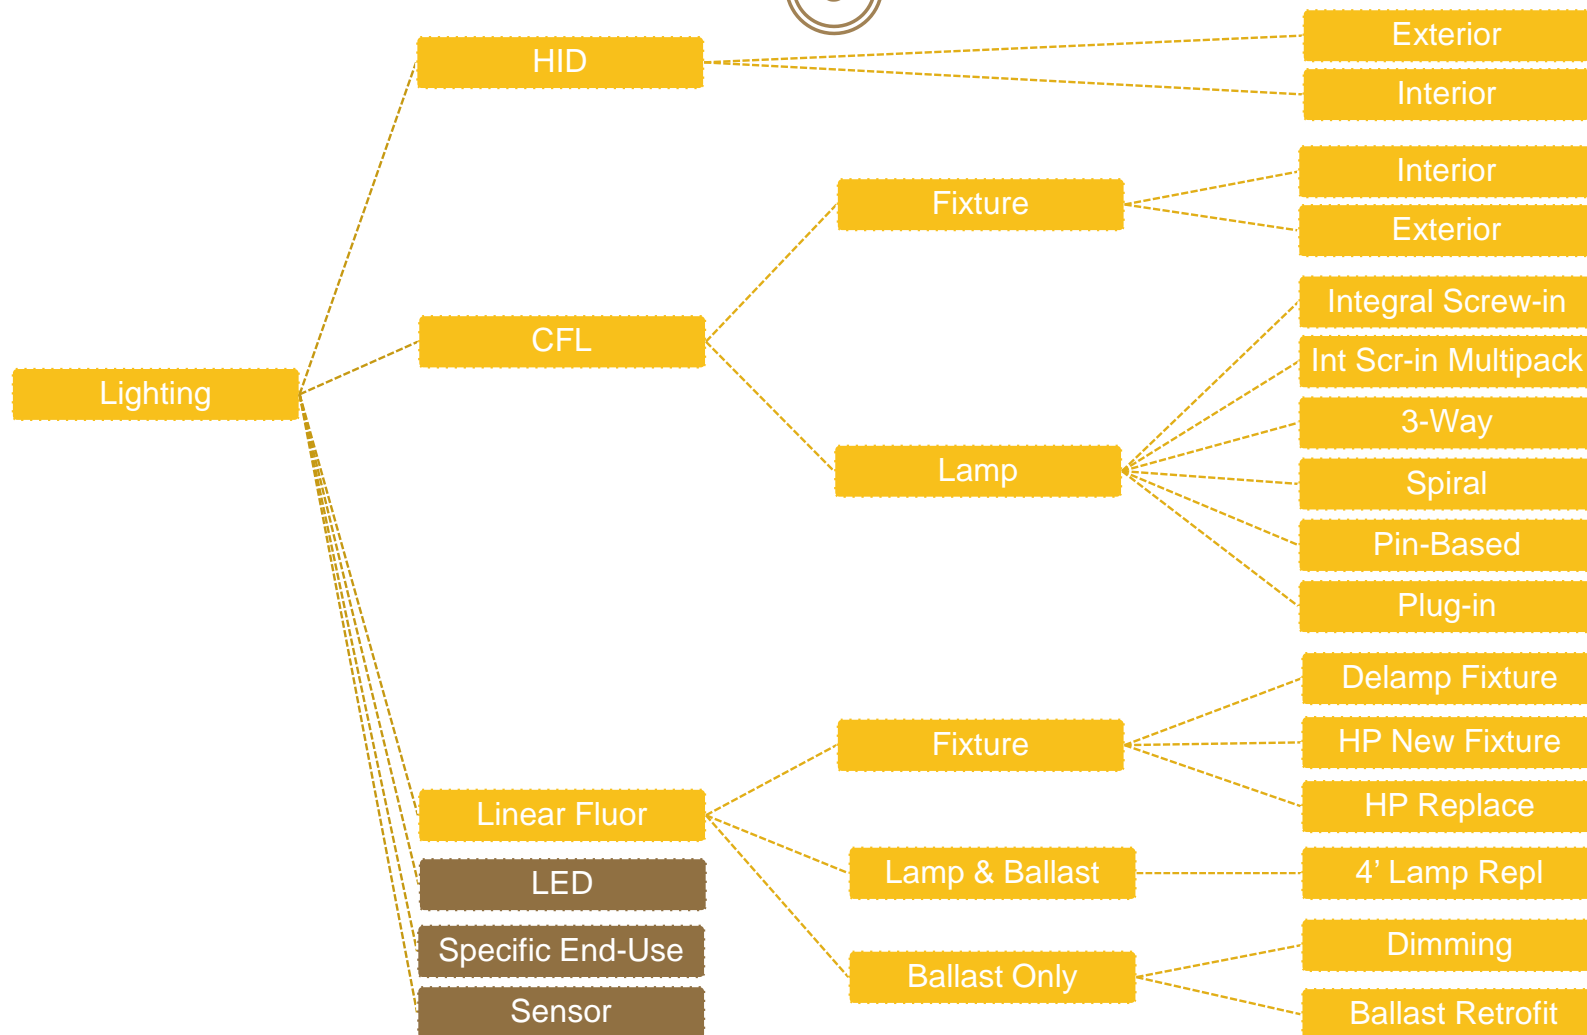 HID
Exterior
Interior
Fixture
Interior
Exterior
CFL
Integral Screw-in
Int Scr-in Multipack
Lighting
3-Way
Lamp
Spiral
Pin-Based
Plug-in
Delamp Fixture
Fixture
HP New Fixture
Linear Fluor
HP Replace
LED
Lamp & Ballast
4’ Lamp Repl
Specific End-Use
Dimming
Ballast Only
Sensor
Ballast Retrofit